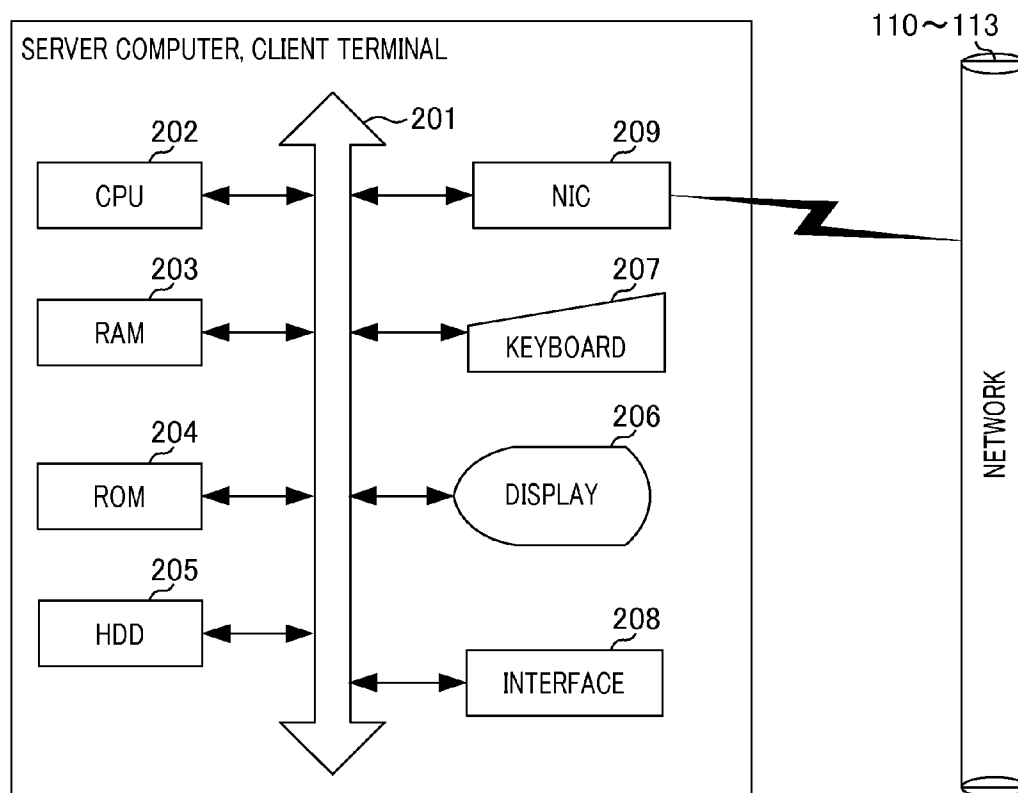 110～113
SERVER COMPUTER, CLIENT TERMINAL
201
202
CPU
209
NIC
203
RAM
207
KEYBOARD
204
ROM
206
DISPLAY
205
HDD
208
INTERFACE
NETWORK